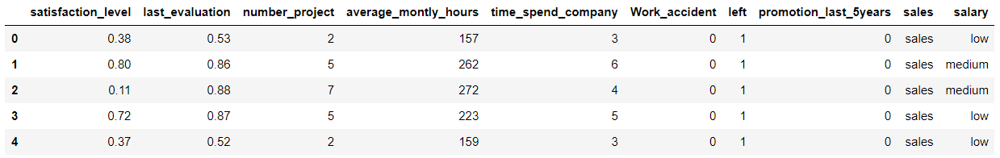 satisfaction_level last_evaluation number_project average_montly_hours time_spend_company Work_accident left promotion_last_5years sales salary
0 0.38 0.53 2 157 3 0 1 0 sales low
1 0.80 0.86 5 262 6 0 1 0 sales medium
2 0.11 0.88 7 272 4 0 1 0 sales medium
3 0.72 0.87 5 223 5 0 1 0 sales low
4 0.37 0.52 2 159 3 0 1 0 sales low